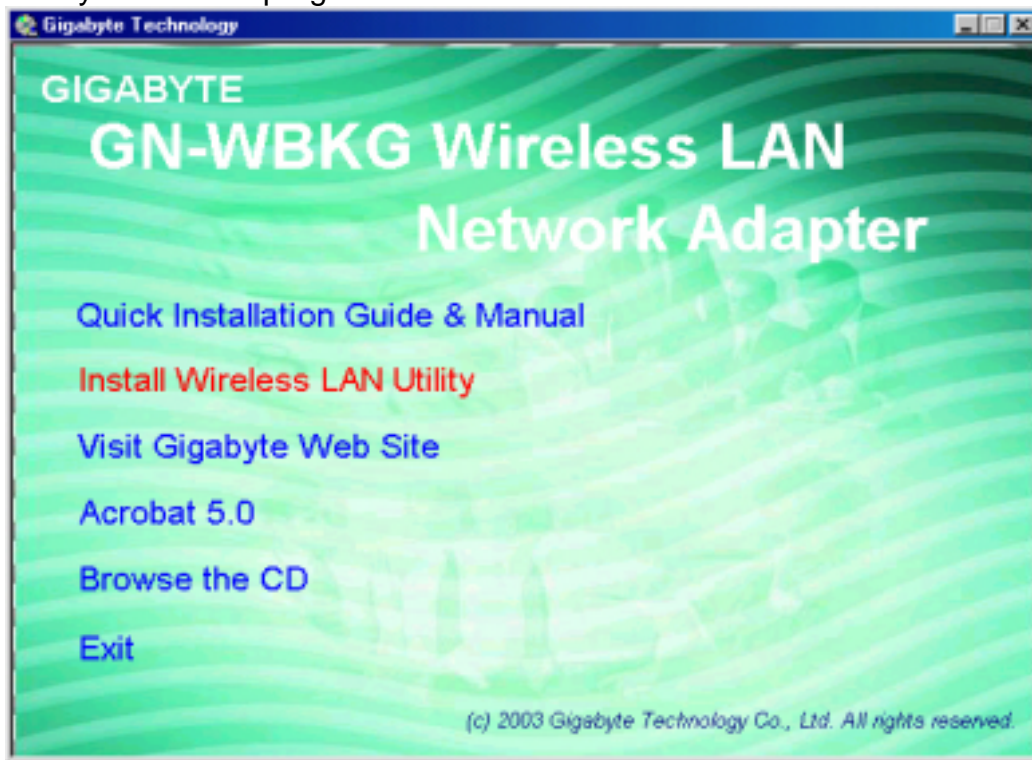 Gigabyte Technology
GIGABYTE
GN-WBKG Wireless LAN
Network Adapter
Quick Installation Guide & Manual
Install Wireless LAN Utility
Visit Gigabyte Web Site
Acrobat 5.0
Browse the CD
Exit
(c) 2003 Gigabyte Technology Co., Ltd. All rights reserved.